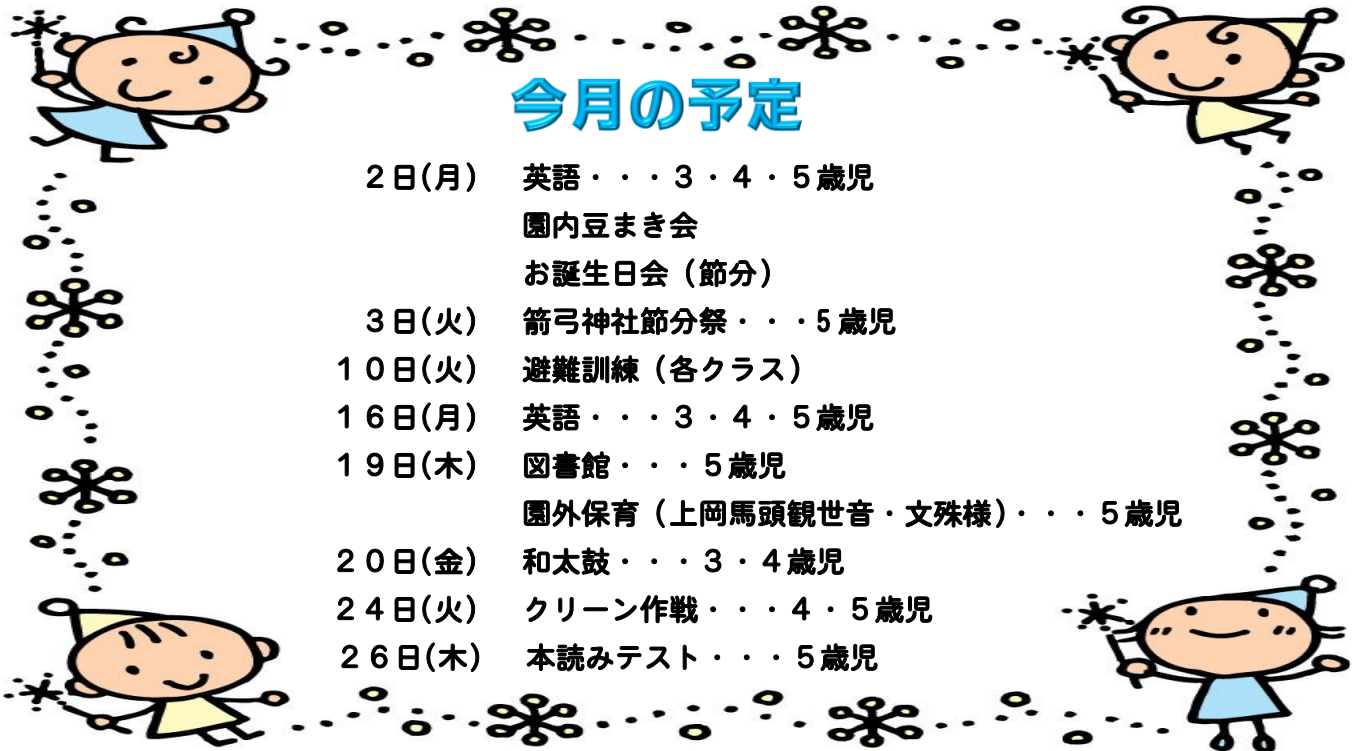 今月の予定
２日(月)　英語・・・３・４・５歳児
園内豆まき会
お誕生日会（節分）
３日(火)　箭弓神社節分祭・・・5歳児
１０日(火)　避難訓練（各クラス）
１６日(月)　英語・・・３・４・５歳児
１９日(木)　図書館・・・５歳児
園外保育（上岡馬頭観世音・文殊様)・・・５歳児
２０日(金)　和太鼓・・・３・４歳児
２４日(火)　クリーン作戦・・・４・５歳児
２６日(木)　本読みテスト・・・５歳児